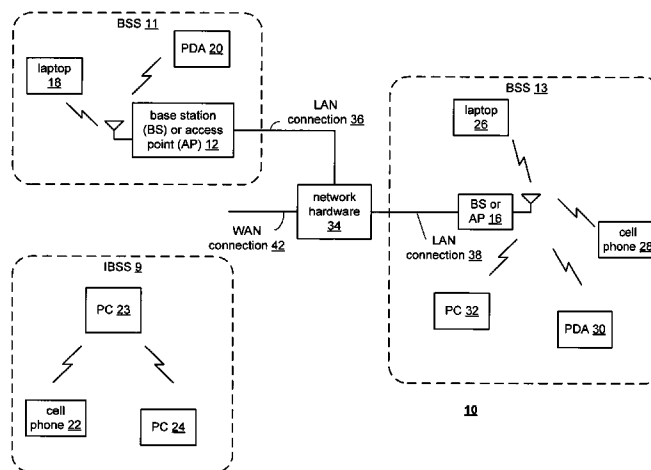 BSS 11
PDA 20
laptop
18
base station
(BS) or access
point (AP) 12
LAN
connection 36
BSS 13
laptop
26
network
hardware
34
BS or
AP 16
WAN
connection 42
LAN
connection 38
cell
phone 28
PC 32
PDA 30
IBSS 9
PC 23
cell
phone 22
PC 24
10